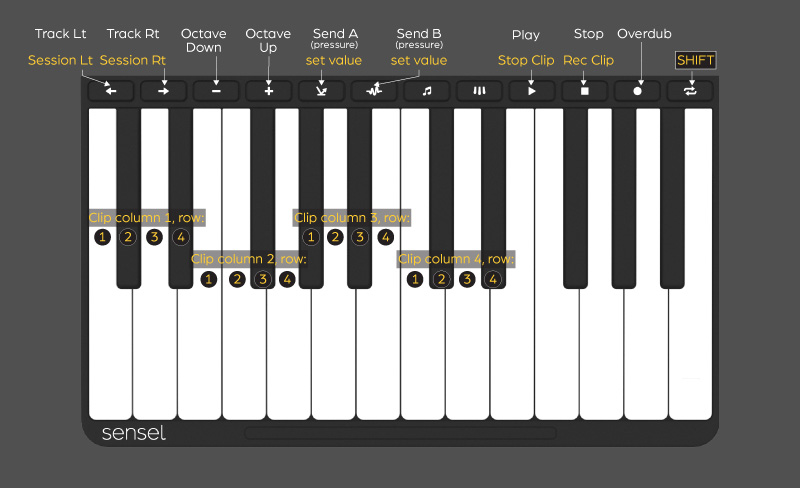 Track Lt
Track Rt
Octave
Down
Octave
Up
Send A
(pressure)
Send B
(pressure)
Play
Stop
Overdub
Session Lt
Session Rt
set value
set value
Stop Clip
Rec Clip
SHIFT
Clip column 1, row:
1 2 3 4
Clip column 3, row:
1 2 3 4
Clip column 2, row:
1 2 3 4
Clip column 4, row:
1 2 3 4
sensel